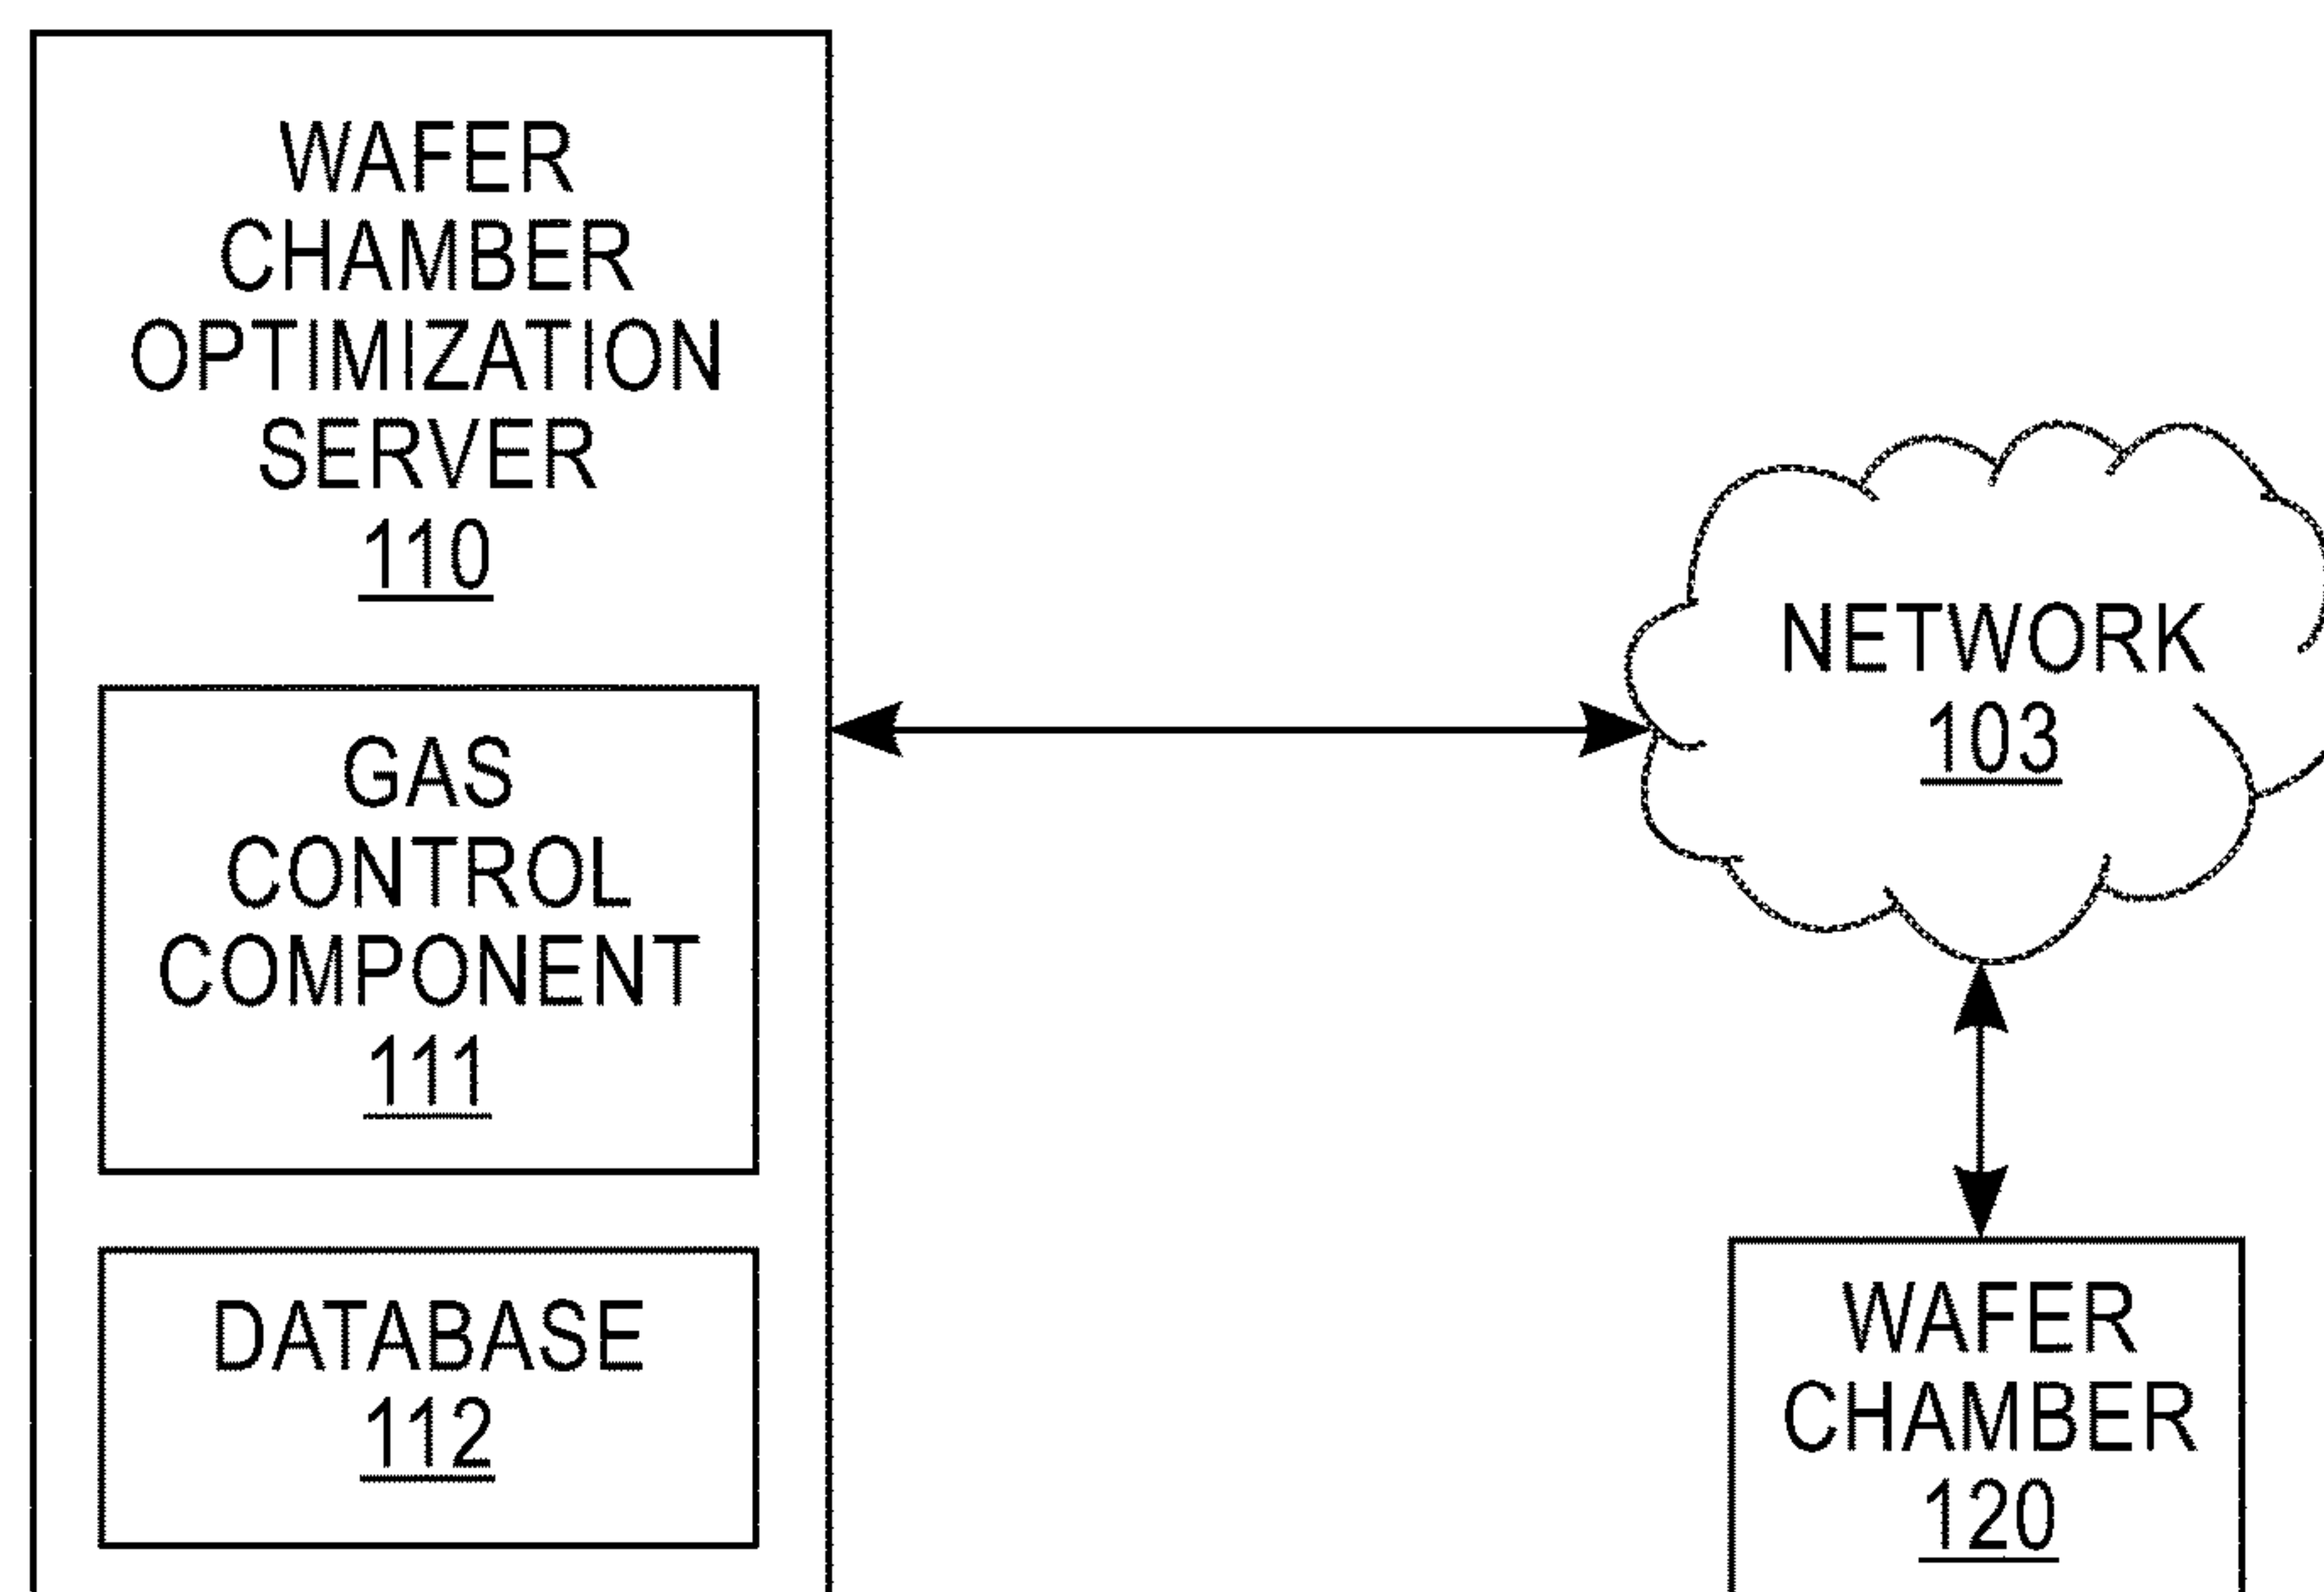 WAFER
CHAMBER
OPTIMIZATION
SERVER
110
GAS
CONTROL
COMPONENT
111
DATABASE
112
NETWORK
103
WAFER
CHAMBER
120